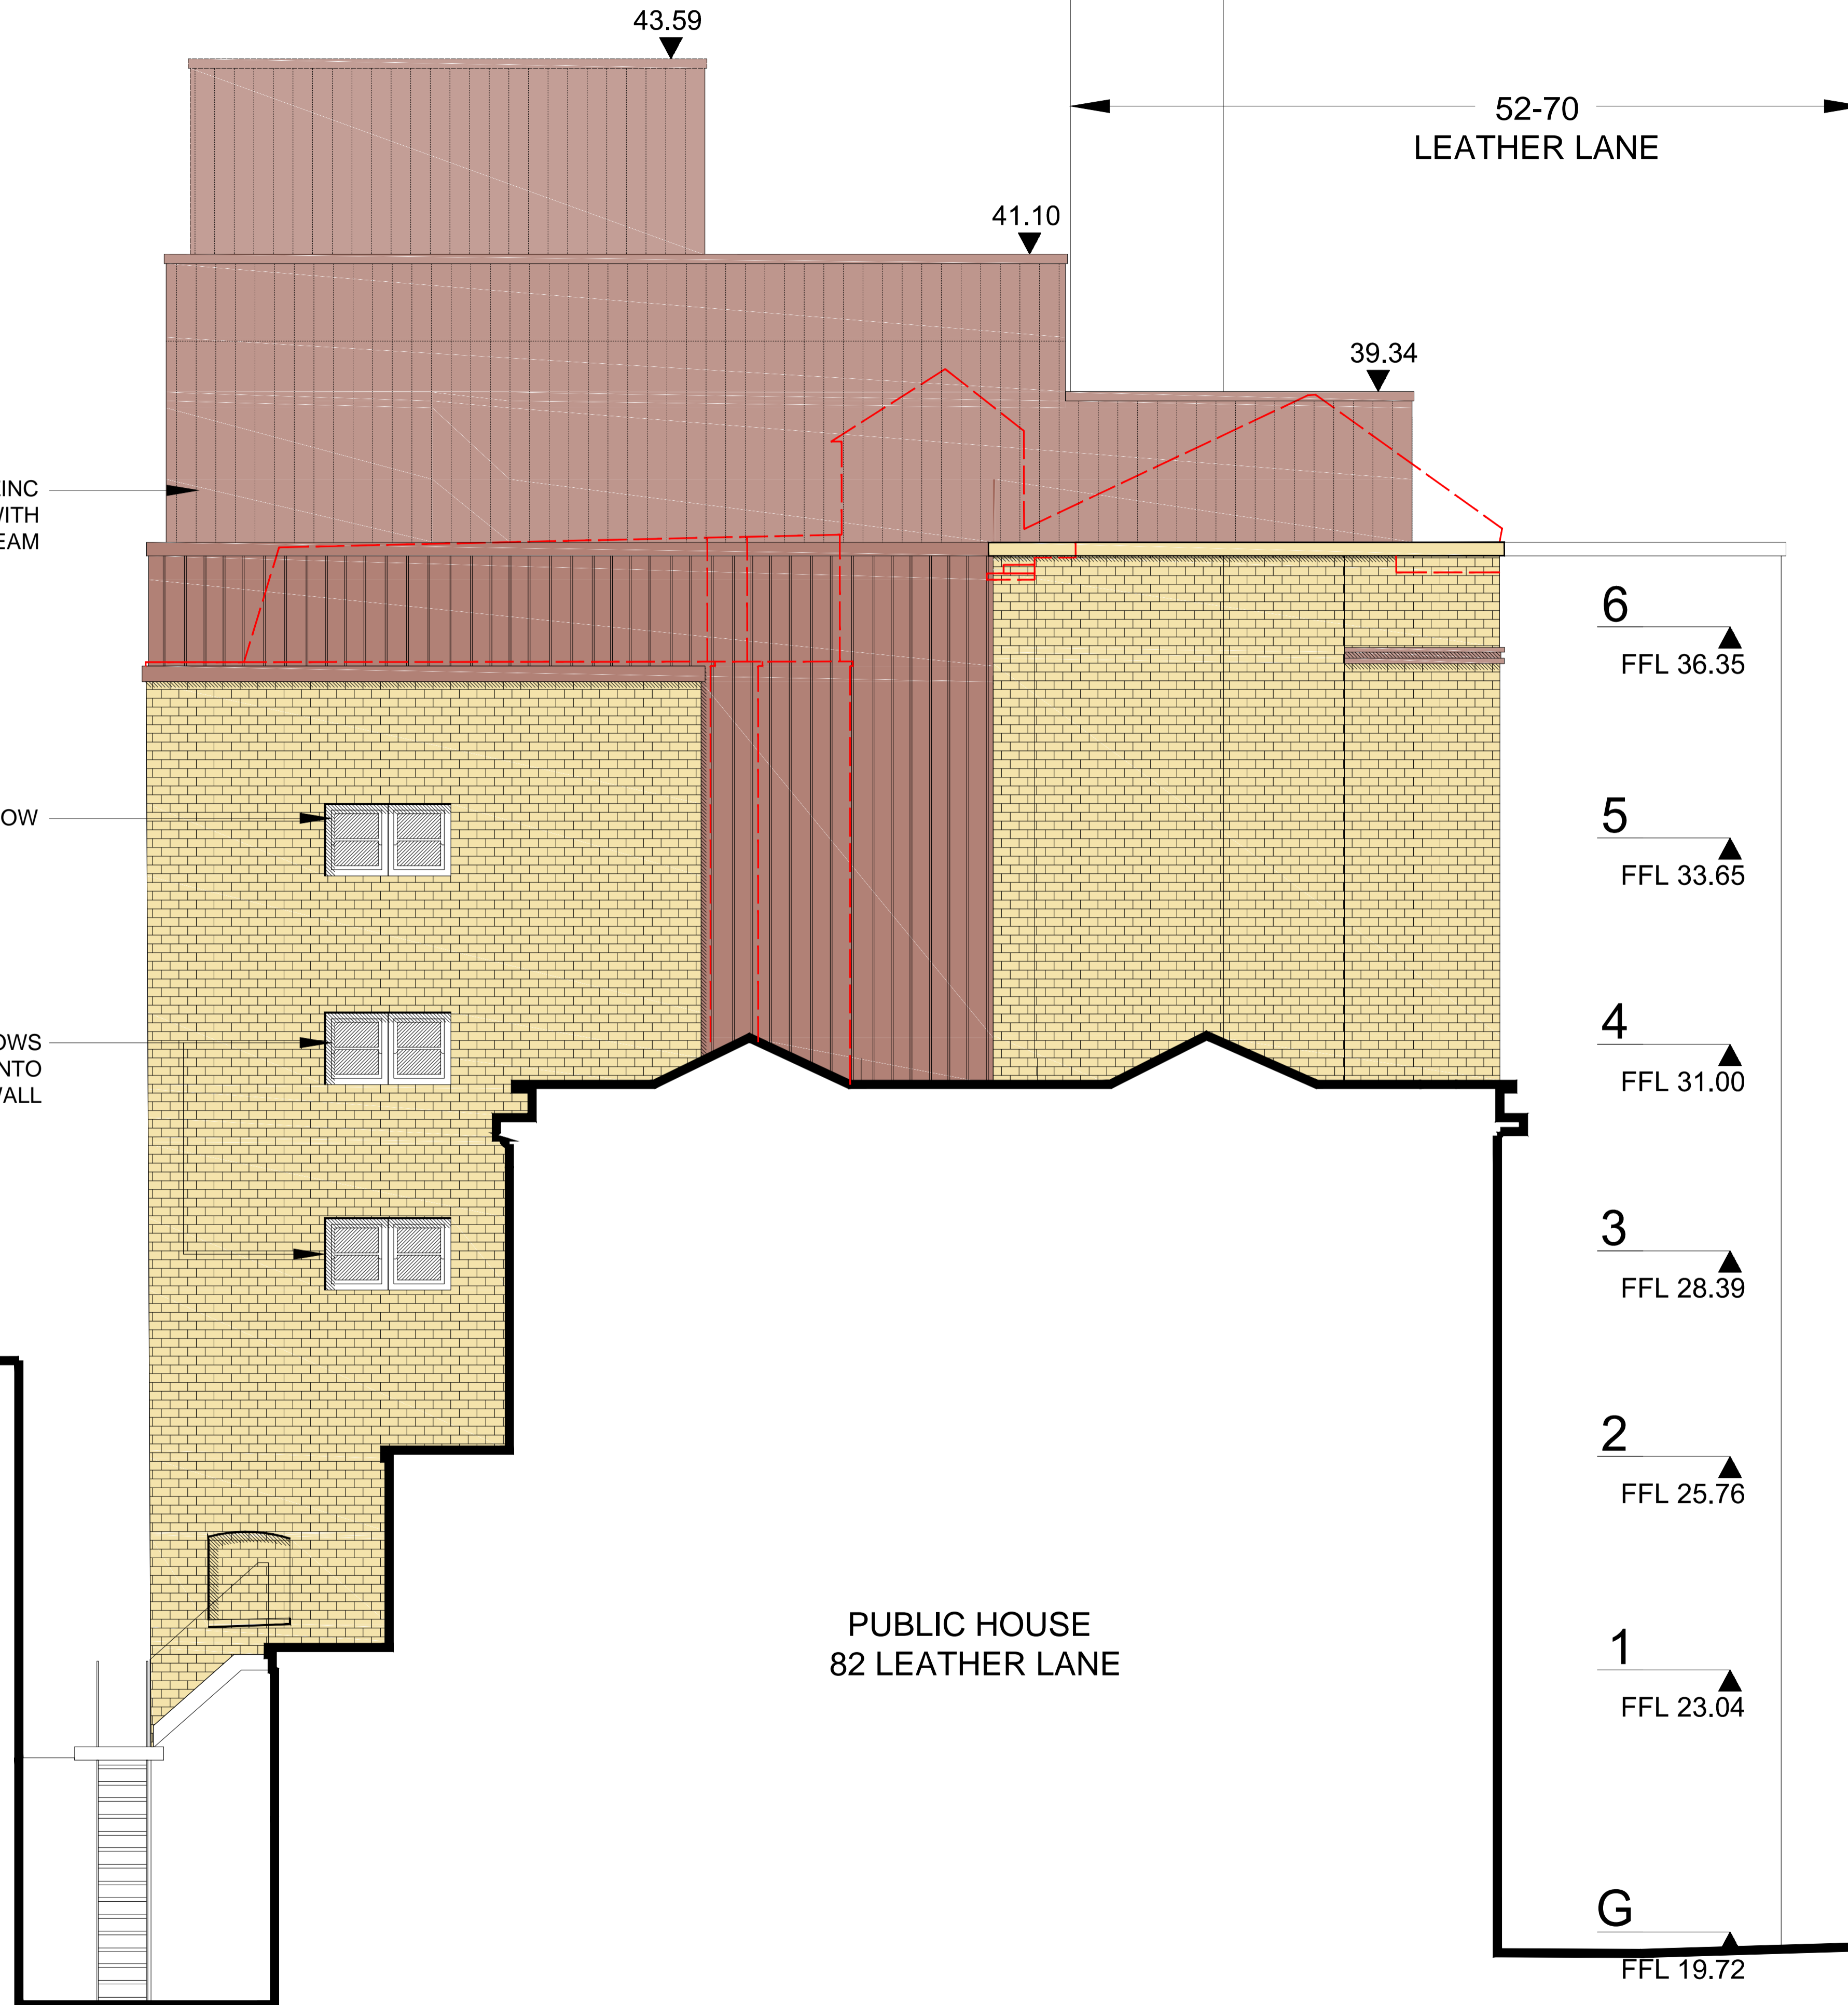 43.59
52-70
LEATHER LANE
41.10
39.34
WITH
6
FFL 36.35
5
FFL 33.65
4
FFL 31.00
3
FFL 28.39
2
FFL 25.76
PUBLIC HOUSE
82 LEATHER LANE
1
FFL 23.04
G
FFL 19.72